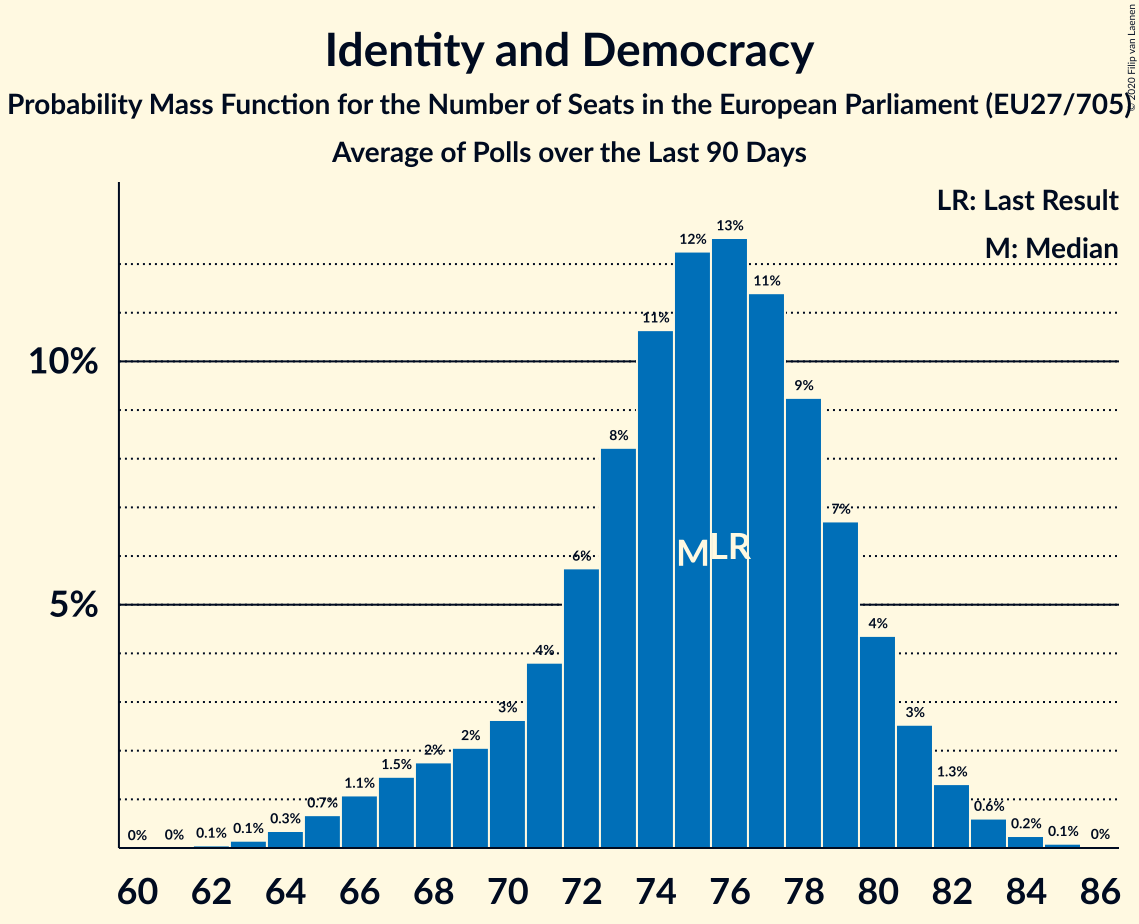 Identity and Democracy
Probability Mass Function for the Number of Seats in the European Parliament (EU27/705)
Average of Polls over the Last 90 Days
© 2020 Filip van Laenen
LR: Last Result
M: Median
10%
5%
0% 0% 0.1% 0.1% 0.3% 0.7% 1.1% 1.5% 2% 2% 3% 4% 6% 8% 11% 12% 13% 11% 9% 7% 4% 3% 1.3% 0.6% 0.2% 0.1% 0%
M LR
60 62 64 66 68 70 72 74 76 78 80 82 84 86